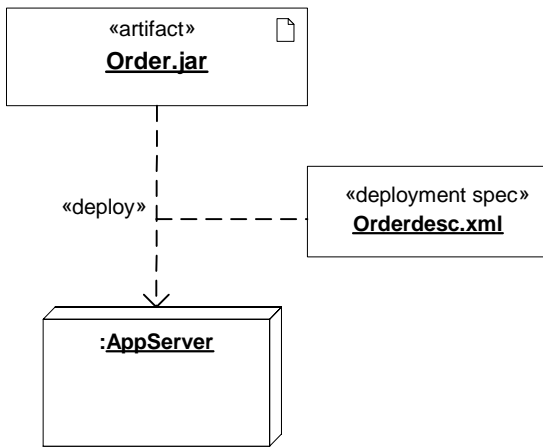 «artifact»
Order.jar
«deploy»
«deployment spec»
Orderdesc.xml
:AppServer